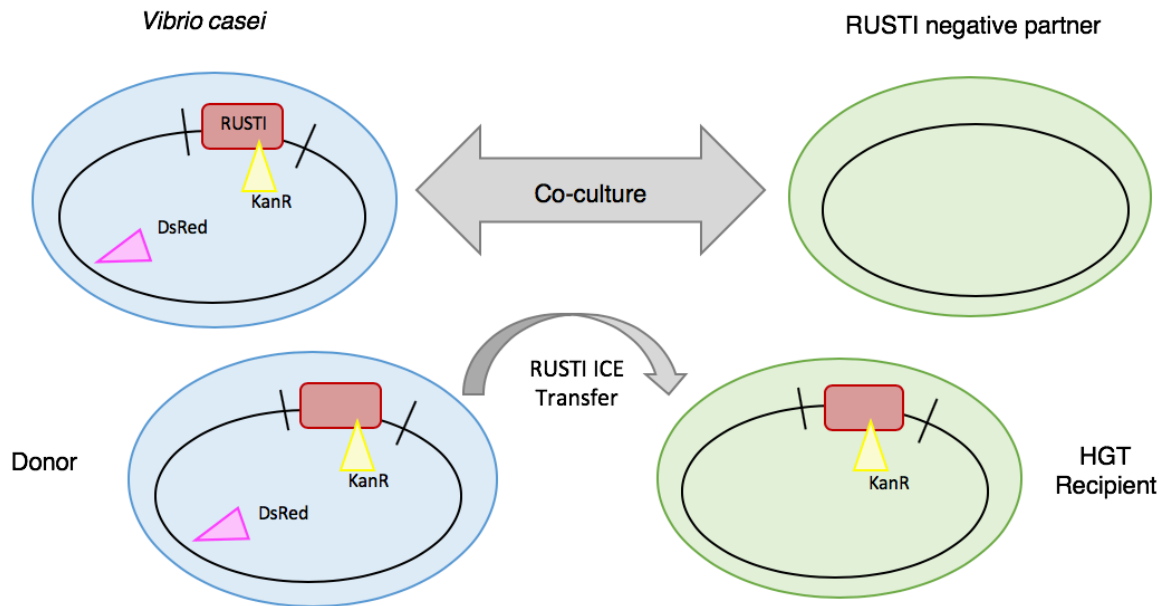 Vibrio casei
RUSTI negative partner
RUSTI
KanR
DsRed
Co-culture
RUSTI ICE
Transfer
Donor
KanR
DsRed
KanR
HGT
Recipient